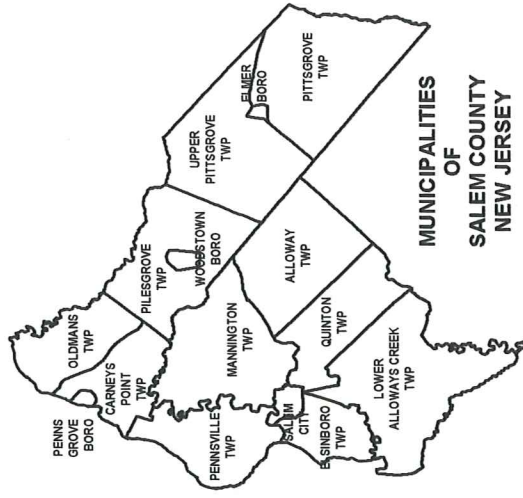 PENNS
GROVE
BORO
OLDMANS
TWP
CARNEYS
POINT
TWP
PILESGROVE
TWP
WOODSTOWN
BORO
UPPER
PITTSGROVE
TWP
ELMER
BORO
PITTSGROVE
TWP
PENNSVILLE
TWP
MANNINGTON
TWP
ALLOWAY
TWP
SALEM
CITY
QUINTON
TWP
ELSINBORO
TWP
LOWER
ALLOWAYS CREEK
TWP
MUNICIPALITIES
OF
SALEM COUNTY
NEW JERSEY